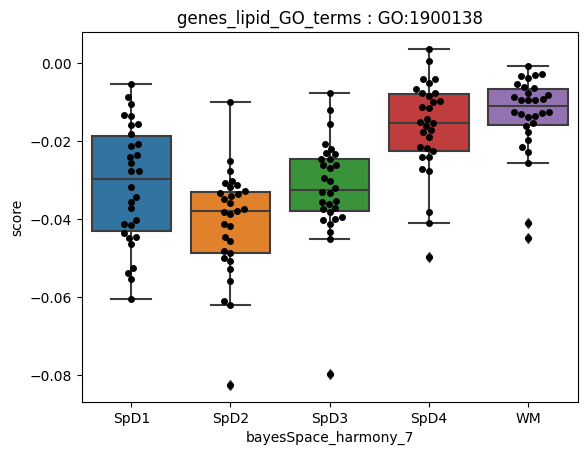 genes_lipid_GO_terms : GO:1900138
0.00
−0.02
−0.04
−0.06
−0.08
score
SpD1 SpD2 SpD3 SpD4 WM
bayesSpace_harmony_7